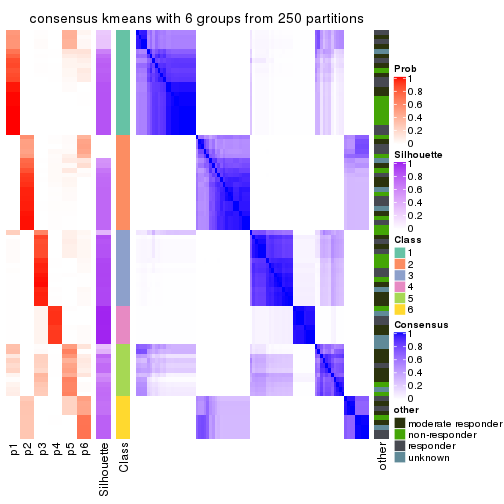 consensus kmeans with 6 groups from 250 partitions
Prob
1
0.8
0.6
0.4
0.2
0
Silhouette
1
0.8
0.6
0.4
0.2
0
Class
1
2
3
4
5
6
Consensus
1
0.8
0.6
0.4
0.2
0
other
moderate responder
non-responder
responder
unknown
p1
p2
p3
p4
p5
p6
Silhouette
Class
other